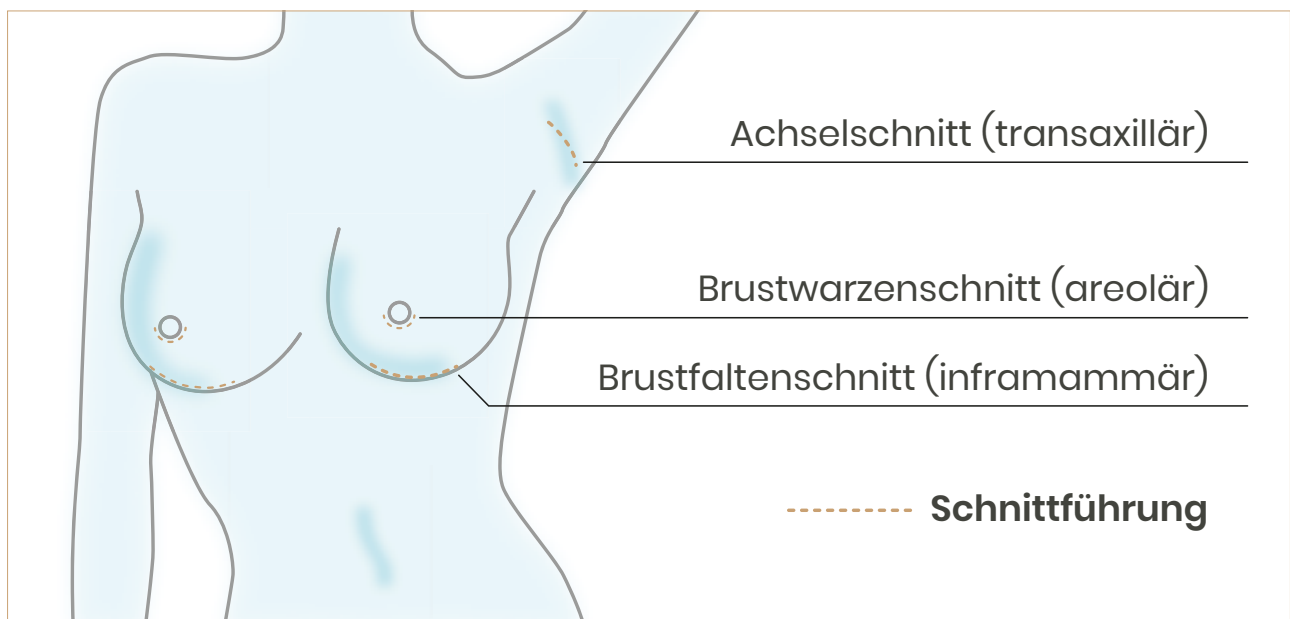 Achselschnitt (transaxillär)
Brustwarzenschnitt (areolär)
Brustfaltenschnitt (inframammär)
Schnittführung